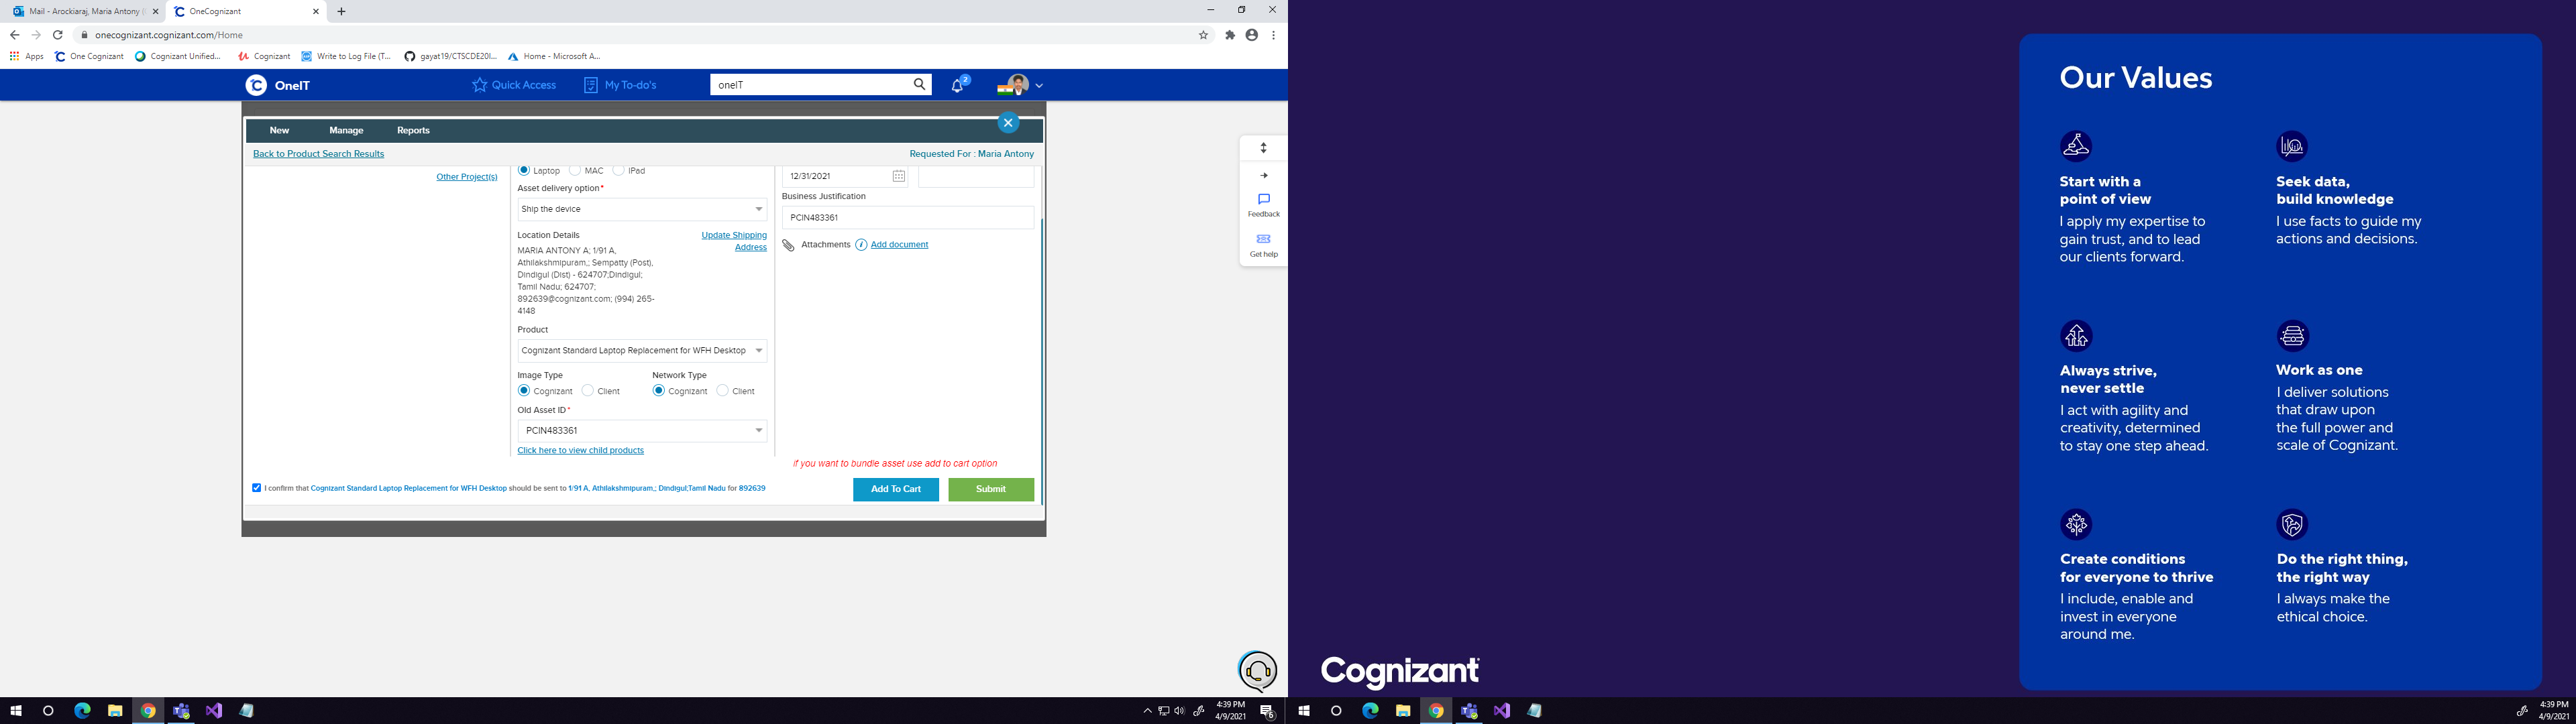 Mail - Arockiaraj, Maria Antony (
OneCognizant
onecognizant.cognizant.com/Home
Apps
One Cognizant
Cognizant Unified...
Cognizant
Write to Log File (T...
gayat19/CTSCDE20I...
Home - Microsoft A...
OneIT
Quick Access
My To-do's
oneIT
2
New
Manage
Reports
Back to Product Search Results
Requested For : Maria Antony
Other Project(s)
Laptop
MAC
IPad
Asset delivery option*
Ship the device
Location Details
Update Shipping
Address
MARIA ANTONY A; 1/91 A,
Athilakshmipuram,; Sempatty (Post),
Dindigul (Dist) - 624707;Dindigul;
Tamil Nadu; 624707;
892639@cognizant.com; (994) 265-
4148
Product
Cognizant Standard Laptop Replacement for WFH Desktop
Image Type
Network Type
Cognizant
Client
Cognizant
Client
Old Asset ID*
PCIN483361
Click here to view child products
12/31/2021
Business Justification
PCIN483361
Attachments
Add document
if you want to bundle asset use add to cart option
I confirm that Cognizant Standard Laptop Replacement for WFH Desktop should be sent to 1/91 A, Athilakshmipuram,; Dindigul;Tamil Nadu for 892639
Add To Cart
Submit
Feedback
Get help
4:39 PM
4/9/2021
6
Our Values
Start with a
point of view
I apply my expertise to
gain trust, and to lead
our clients forward.
Seek data,
build knowledge
I use facts to guide my
actions and decisions.
Always strive,
never settle
I act with agility and
creativity, determined
to stay one step ahead.
Work as one
I deliver solutions
that draw upon
the full power and
scale of Cognizant.
Create conditions
for everyone to thrive
I include, enable and
invest in everyone
around me.
Do the right thing,
the right way
I always make the
ethical choice.
Cognizant
4:39 PM
4/9/2021